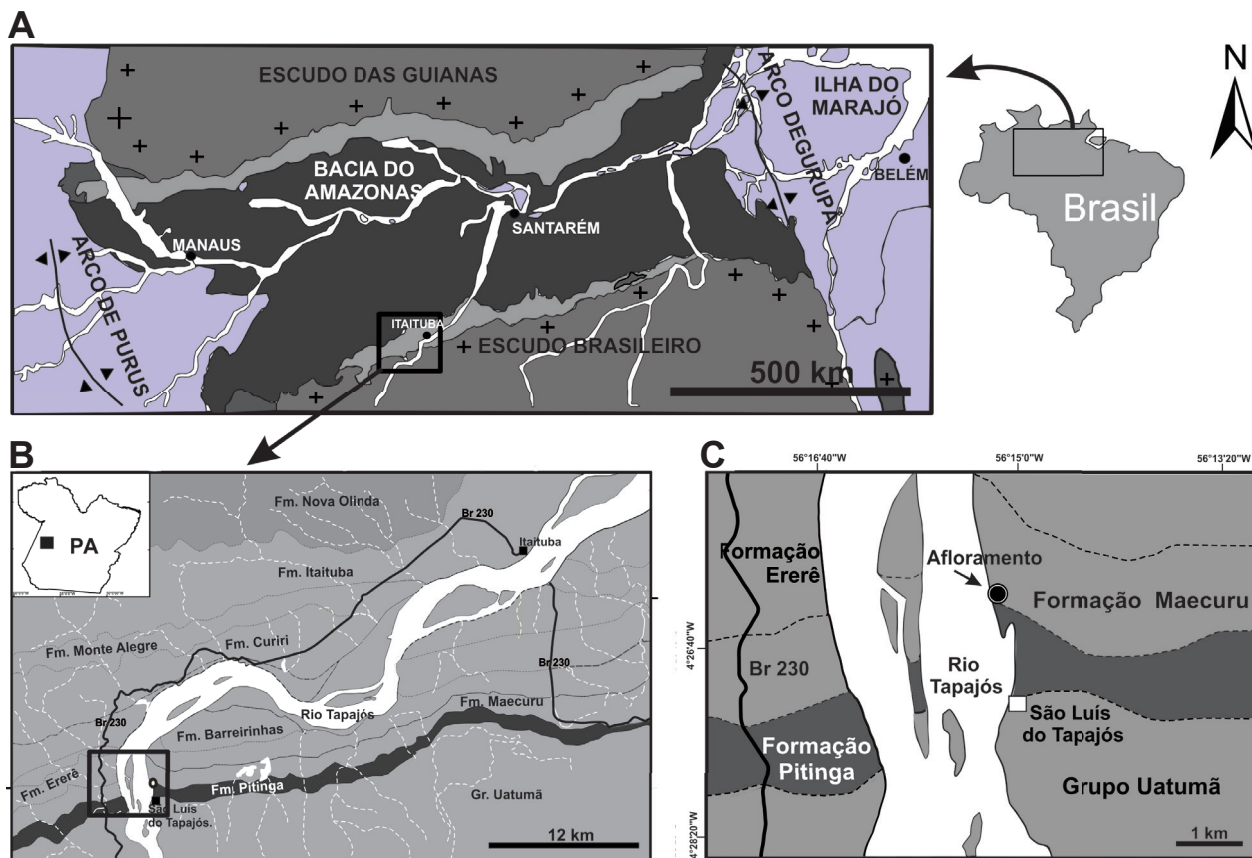 A
ESCUDO DAS GUIANAS
ARCO DEGURUPÁ
ILHA DO
MARAJÓ
N
BACIA DO
AMAZONAS
BELÉM
Brasil
SANTARÉM
MANAUS
ARCO DE PURUS
ITAITUBA
ESCUDO BRASILEIRO
500 km
B
PA
Fm. Nova Olinda
Br 230
Itaituba
Fm. Itaituba
Fm. Monte Alegre
Fm. Curiri
Br 230
Br 230
Rio Tapajós
Fm. Maecuru
Fm. Barreirinhas
Fm. Ererê
Fm. Pitinga
Gr. Uatumã
São Luís
do Tapajós.
12 km
C
56°16'40"W
56°15'0"W
56°13'20"W
Formação
Ererê
Afloramento
Formação Maecuru
4°26'40"W
Br 230
Rio
Tapajós
São Luís
do Tapajós
Formação
Pitinga
Grupo Uatumã
4°28'20"W
1 km